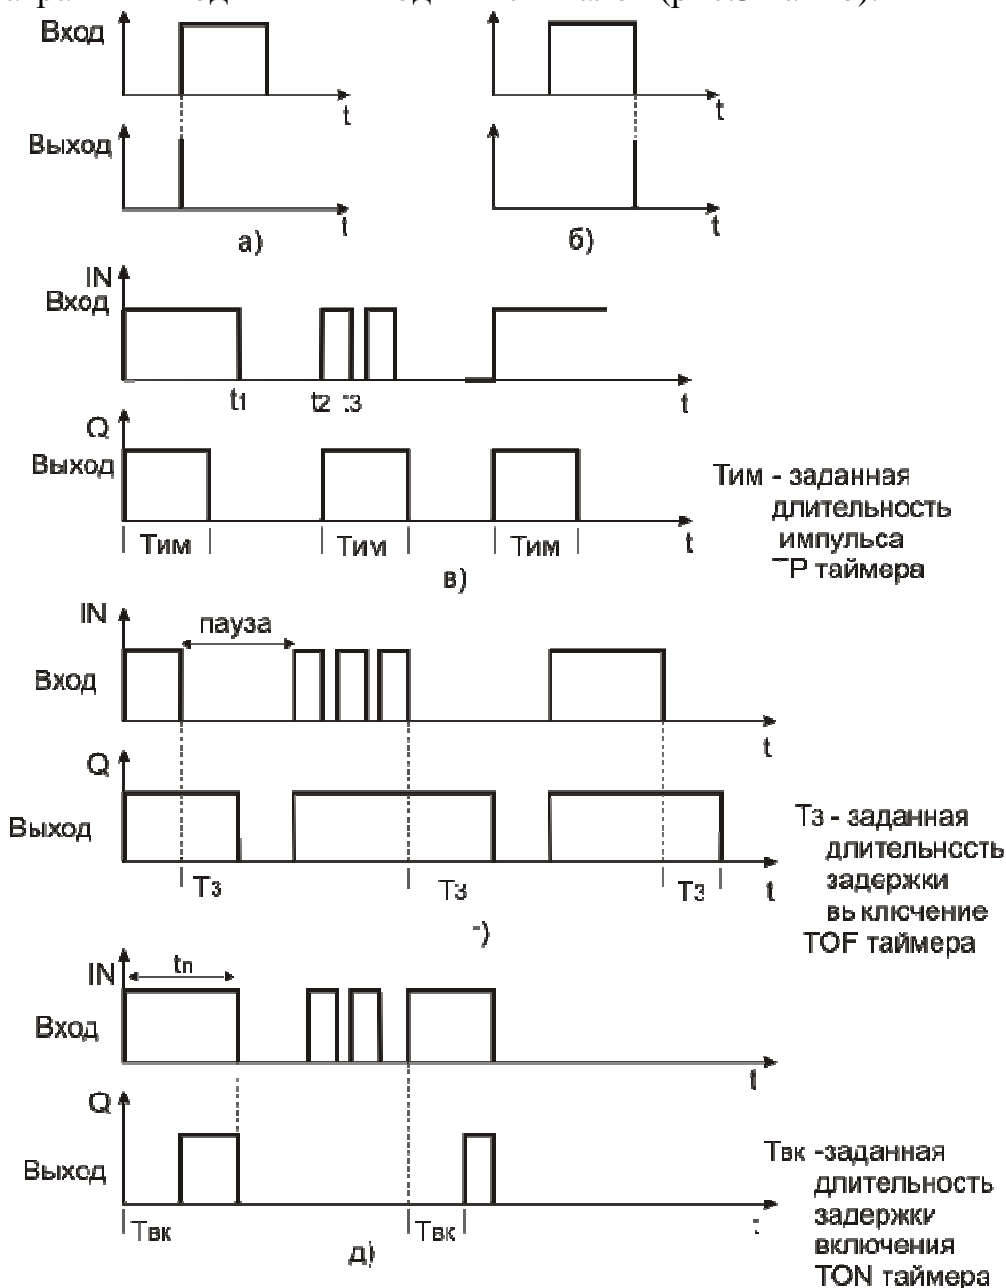 Вход
t
Выход
t
а)
t
t
б)
IN
Вход
t1
t2
t
Q
Выход
Тим
Тим
Тим
t
Тим - заданная
длительность
импульса
таймера
в)
IN
пауза
Вход
t
Q
Выход
Тз
Тз
Тз
t
Тз - заданная
задержки
TOF таймера
IN
tп
Вход
t
Q
Выход
Твк
Твк
Твк -заданная
длительность
задержки
включения
TON таймера
д)